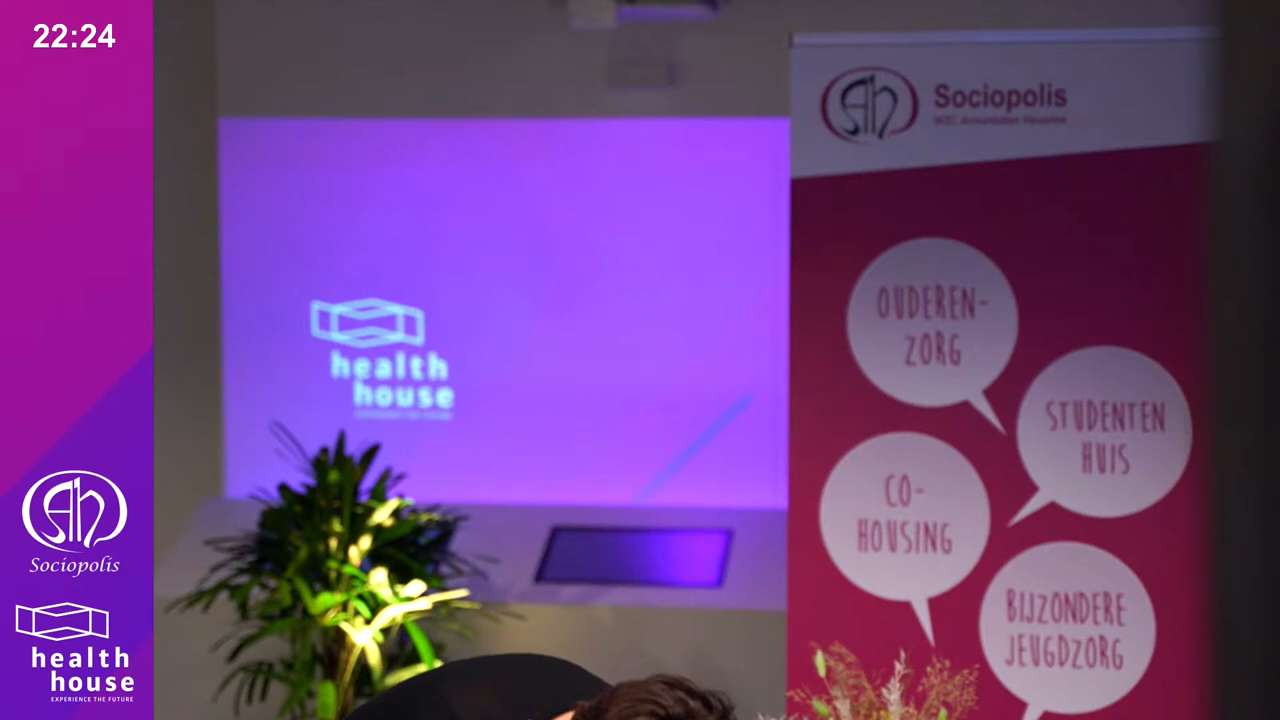 22:24
Sociopolis
health
house
EXPERIENCE THE FUTURE
health
house
Sociopolis
OUDEREN-
ZORG
STUDENTEN
HUIS
CO-
HOUSING
BIJZONDERE
JEUGDZORG